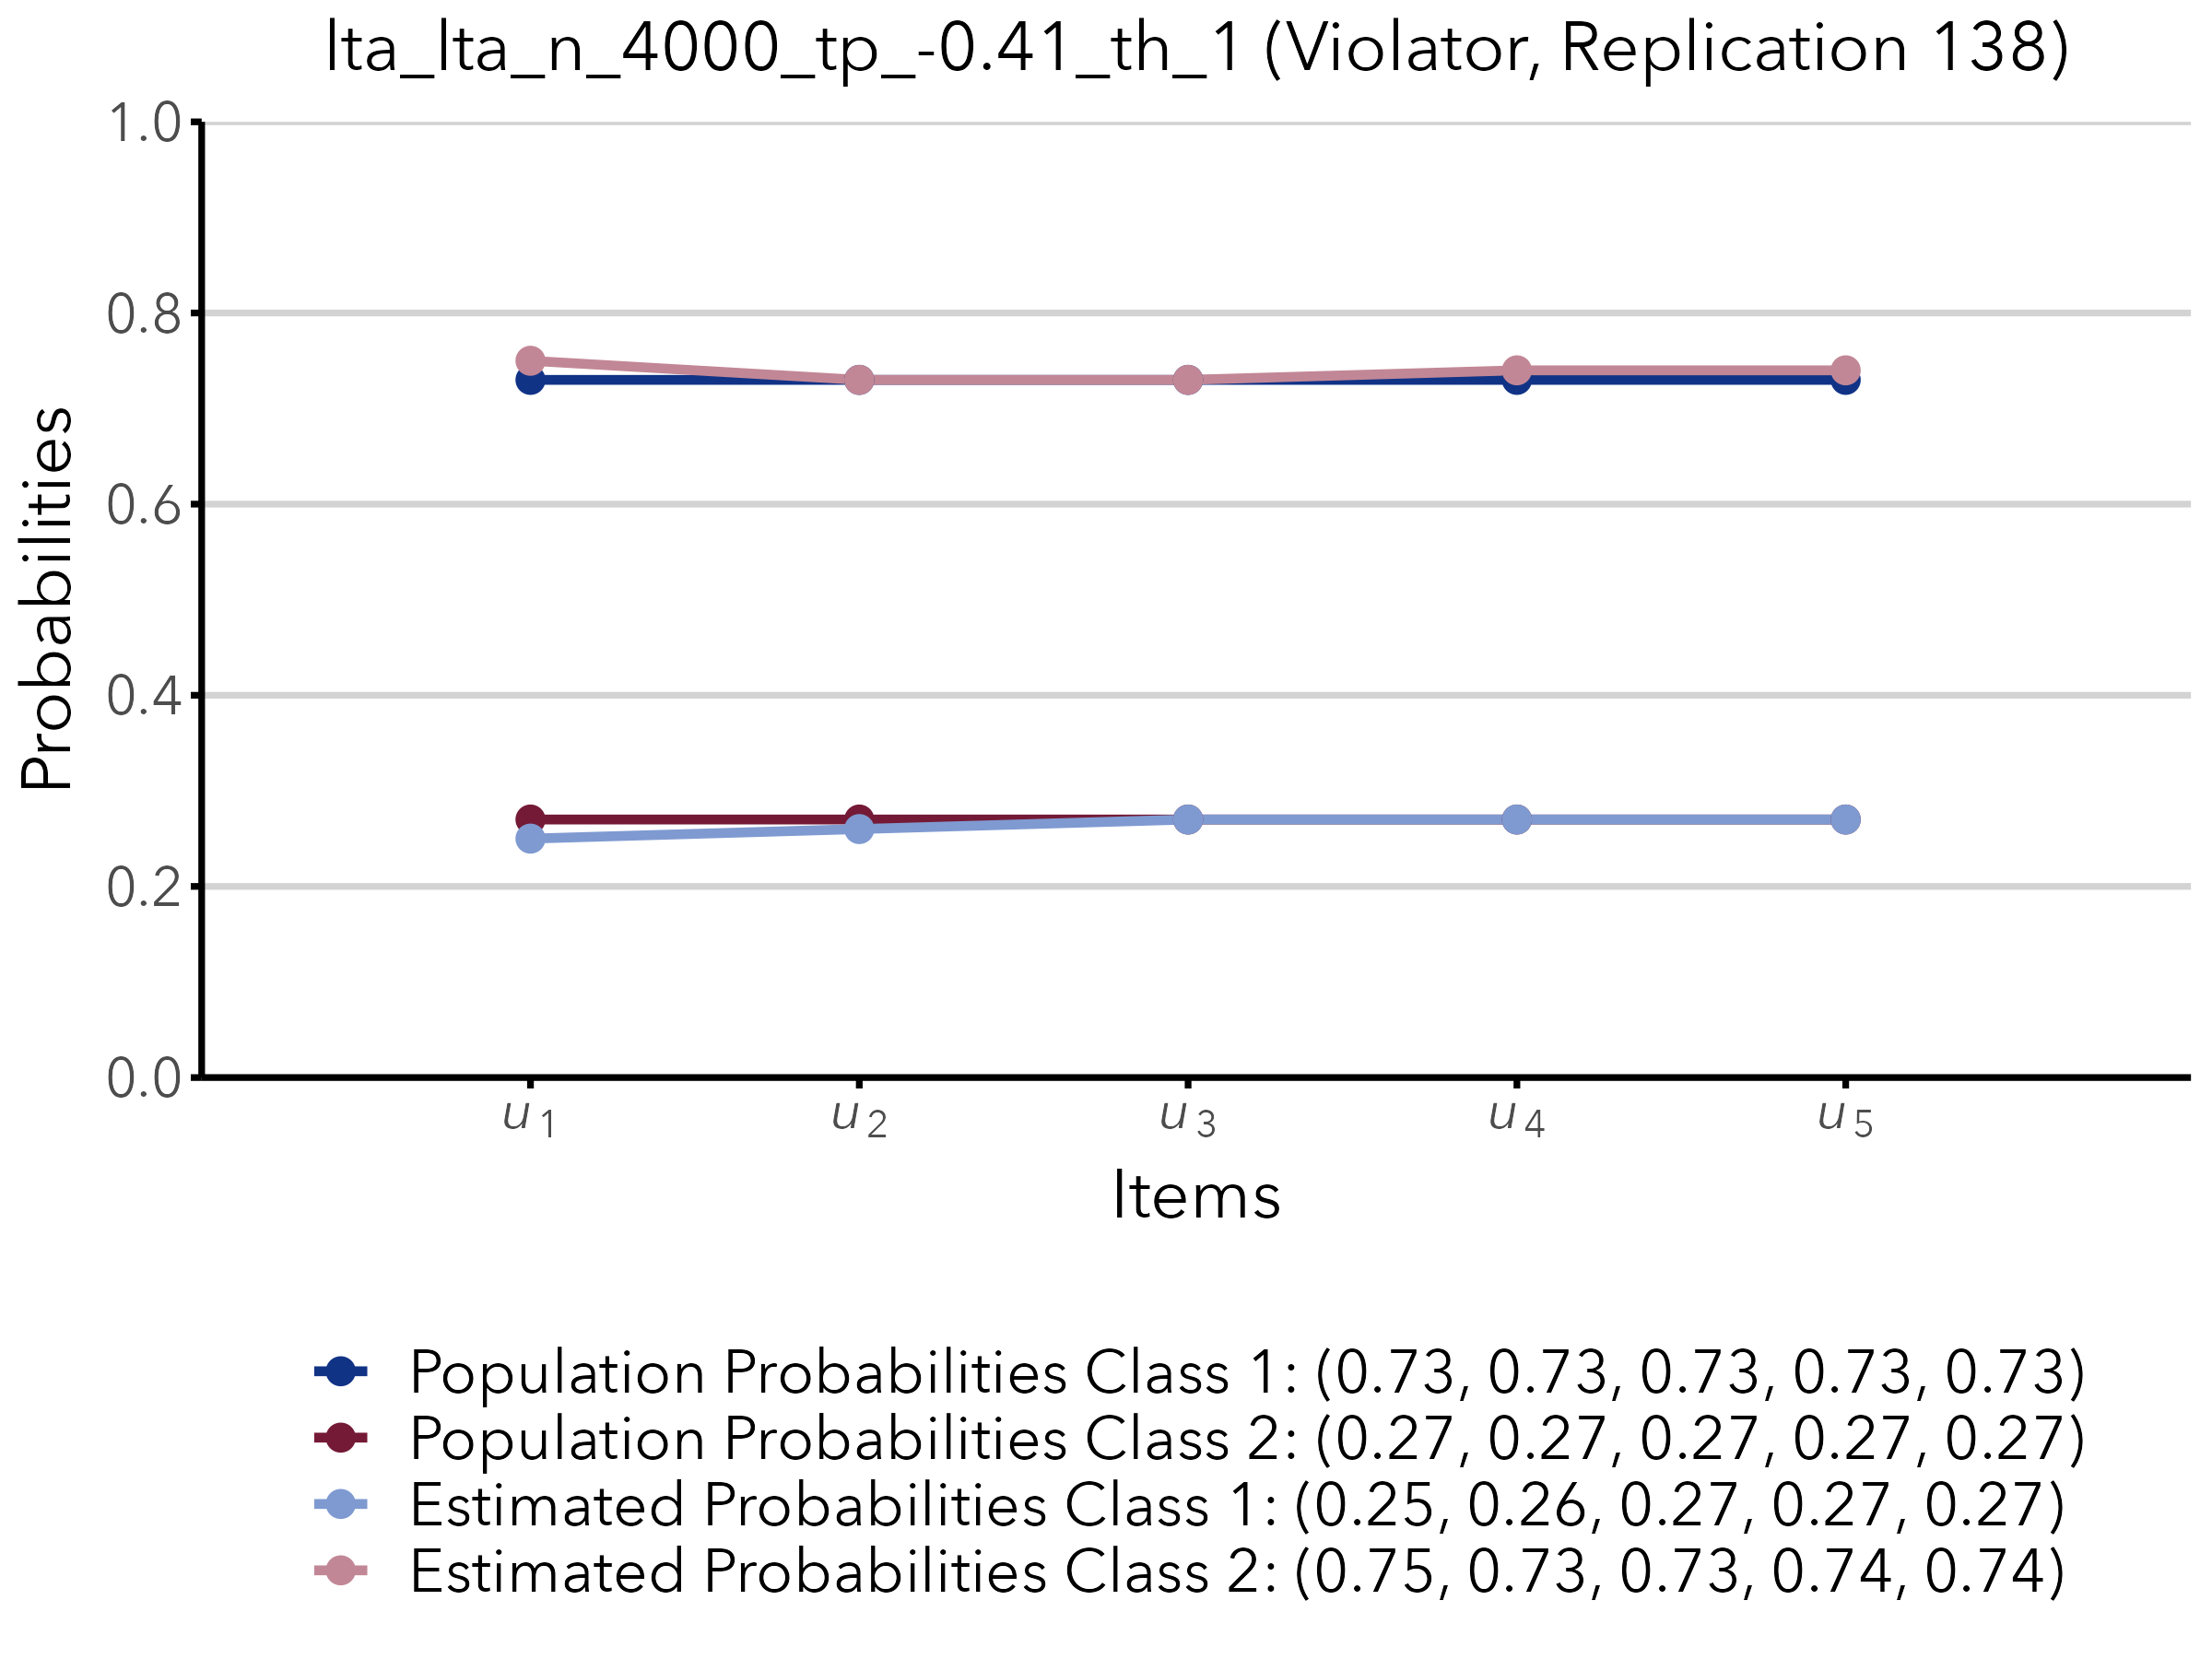 lta_lta_n_4000_tp_-0.41_th_1 (Violator, Replication 138)
1.0
0.8
0.6
0.4
0.2
0.0
Probabilities
u1
u2
u3
u4
u5
Items
Population Probabilities Class 1: (0.73, 0.73, 0.73, 0.73, 0.73)
Population Probabilities Class 2: (0.27, 0.27, 0.27, 0.27, 0.27)
Estimated Probabilities Class 1: (0.25, 0.26, 0.27, 0.27, 0.27)
Estimated Probabilities Class 2: (0.75, 0.73, 0.73, 0.74, 0.74)